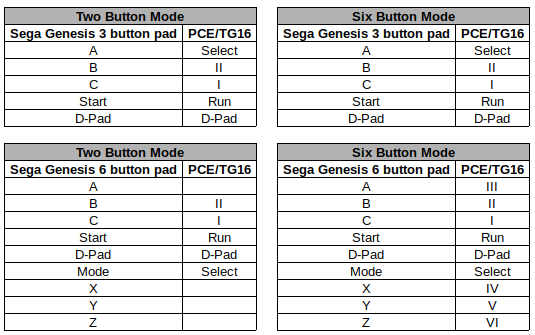 Two Button Mode
Sega Genesis 3 button pad PCE/TG16
A Select
B II
C I
Start Run
D-Pad D-Pad
Six Button Mode
Sega Genesis 3 button pad PCE/TG16
A Select
B II
C I
Start Run
D-Pad D-Pad
Two Button Mode
Sega Genesis 6 button pad PCE/TG16
A
B II
C I
Start Run
D-Pad D-Pad
Mode Select
X
Y
Z
Six Button Mode
Sega Genesis 6 button pad PCE/TG16
A III
B II
C I
Start Run
D-Pad D-Pad
Mode Select
X IV
Y V
Z VI